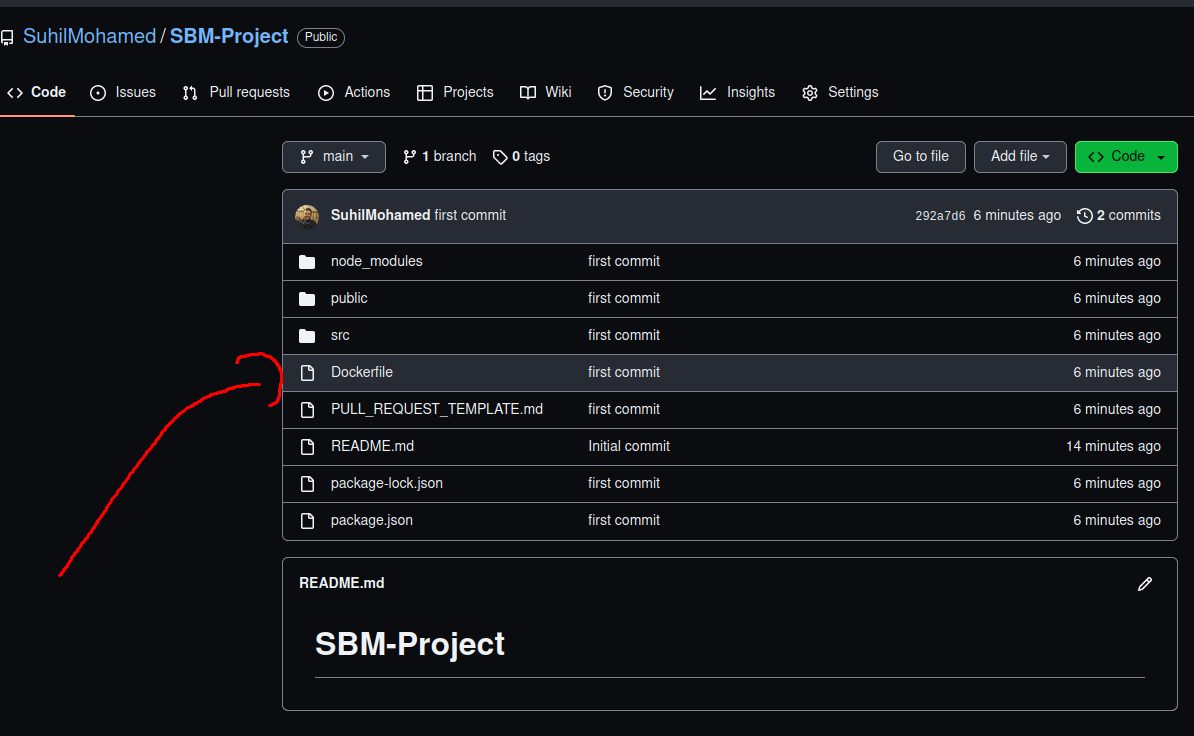 SuhilMohamed / SBM-Project Public
Code Issues Pull requests Actions Projects Wiki Security Insights Settings
main 1 branch 0 tags Go to file Add file Code
SuhilMohamed first commit 292a7d6 6 minutes ago 2 commits
node_modules first commit 6 minutes ago
public first commit 6 minutes ago
src first commit 6 minutes ago
Dockerfile first commit 6 minutes ago
PULL_REQUEST_TEMPLATE.md first commit 6 minutes ago
README.md Initial commit 14 minutes ago
package-lock.json first commit 6 minutes ago
package.json first commit 6 minutes ago
README.md
SBM-Project